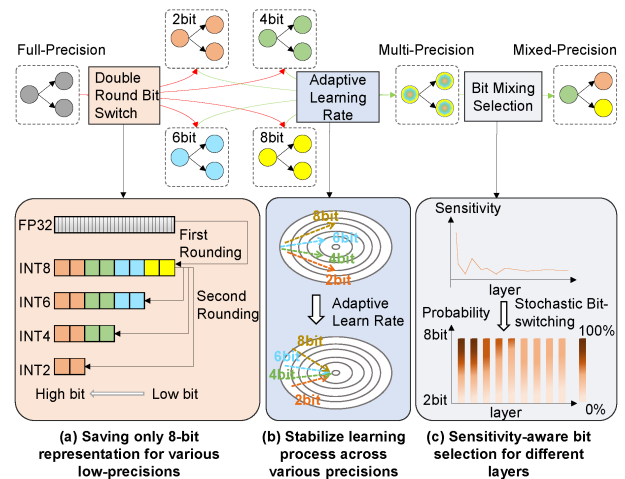 2bit
4bit
Full-Precision
Multi-Precision
Mixed-Precision
Double
Round Bit
Switch
Adaptive
Learning
Rate
Bit Mixing
Selection
6bit
8bit
FP32
First
Rounding
INT8
INT6
Second
Rounding
INT4
INT2
High bit
Low bit
8bit
6bit
4bit
2bit
Adaptive
Learn Rate
8bit
6bit
4bit
2bit
Sensitivity
layer
Probability
Stochastic Bit-
switching
8bit
100%
2bit
layer
0%
(a) Saving only 8-bit
representation for various
low-precisions
(b) Stabilize learning
process across
various precisions
(c) Sensitivity-aware bit
selection for different
layers